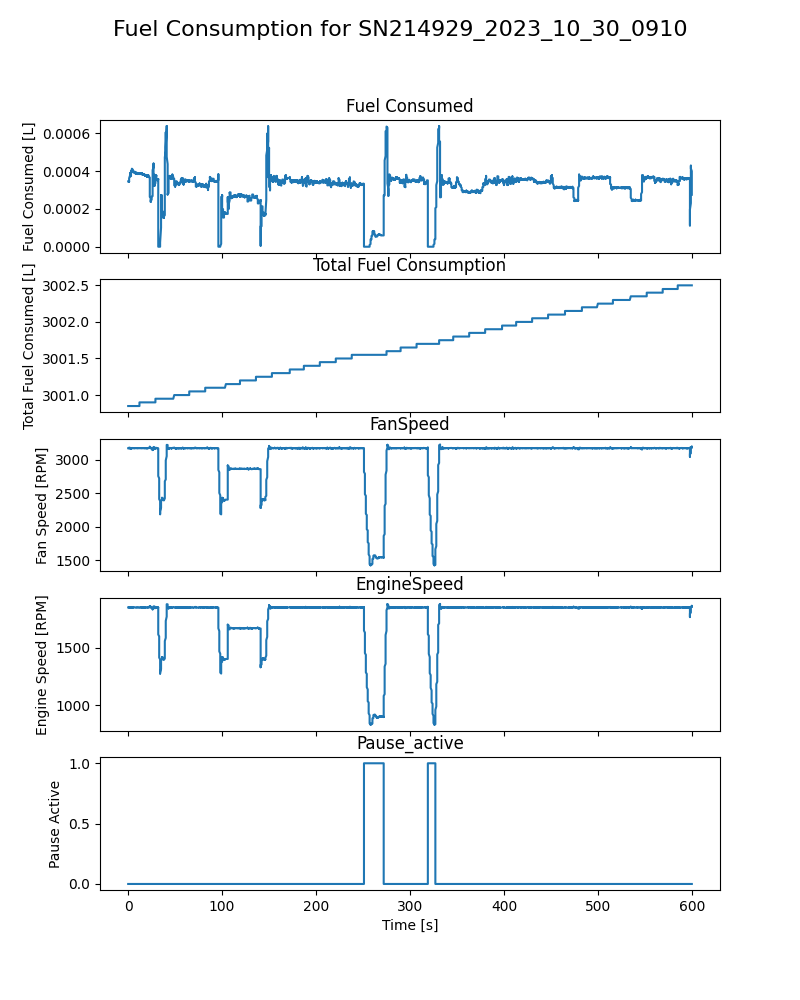 Fuel Consumption for SN214929_2023_10_30_0910
Fuel Consumed
Fuel Consumed [L]
0.0006
0.0004
0.0002
0.0000
Total Fuel Consumption
Total Fuel Consumed [L]
3002.5
3002.0
3001.5
3001.0
FanSpeed
Fan Speed [RPM]
3000
2500
2000
1500
EngineSpeed
Engine Speed [RPM]
1500
1000
Pause_active
Pause Active
1.0
0.5
0.0
0 100 200 300 400 500 600
Time [s]